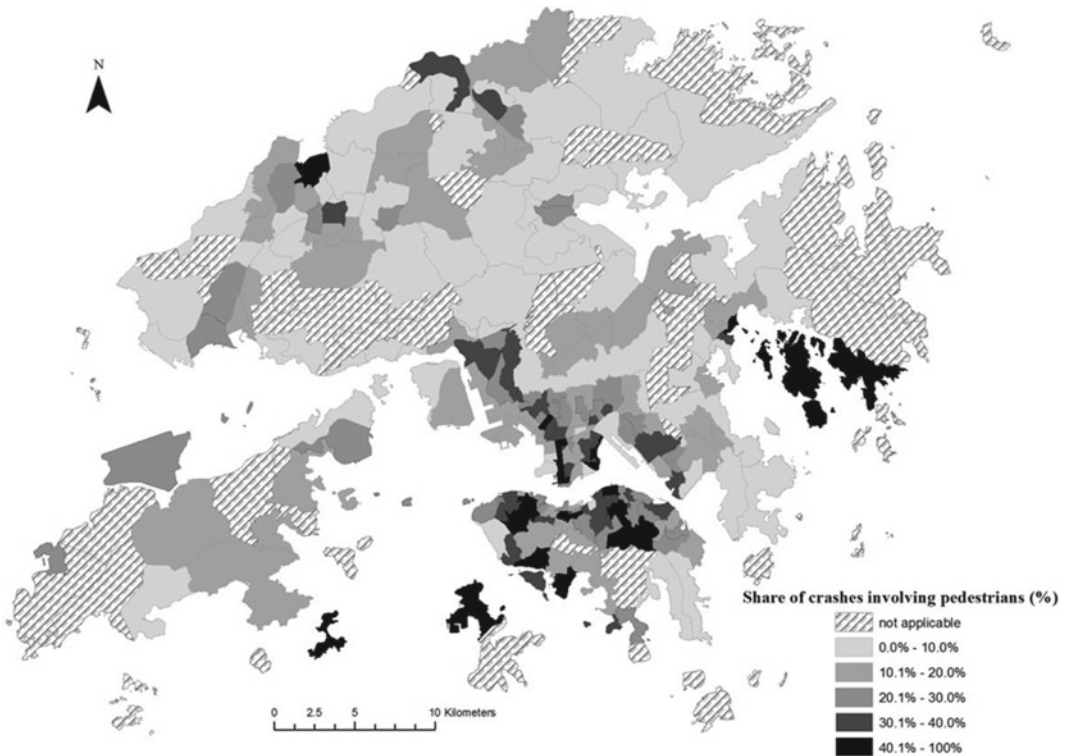 N
Share of crashes involving pedestrians (%)
not applicable
0.0% - 10.0%
10.1% - 20.0%
20.1% - 30.0%
30.1% - 40.0%
40.1% - 100%
0 2.5 5 10 Kilometers